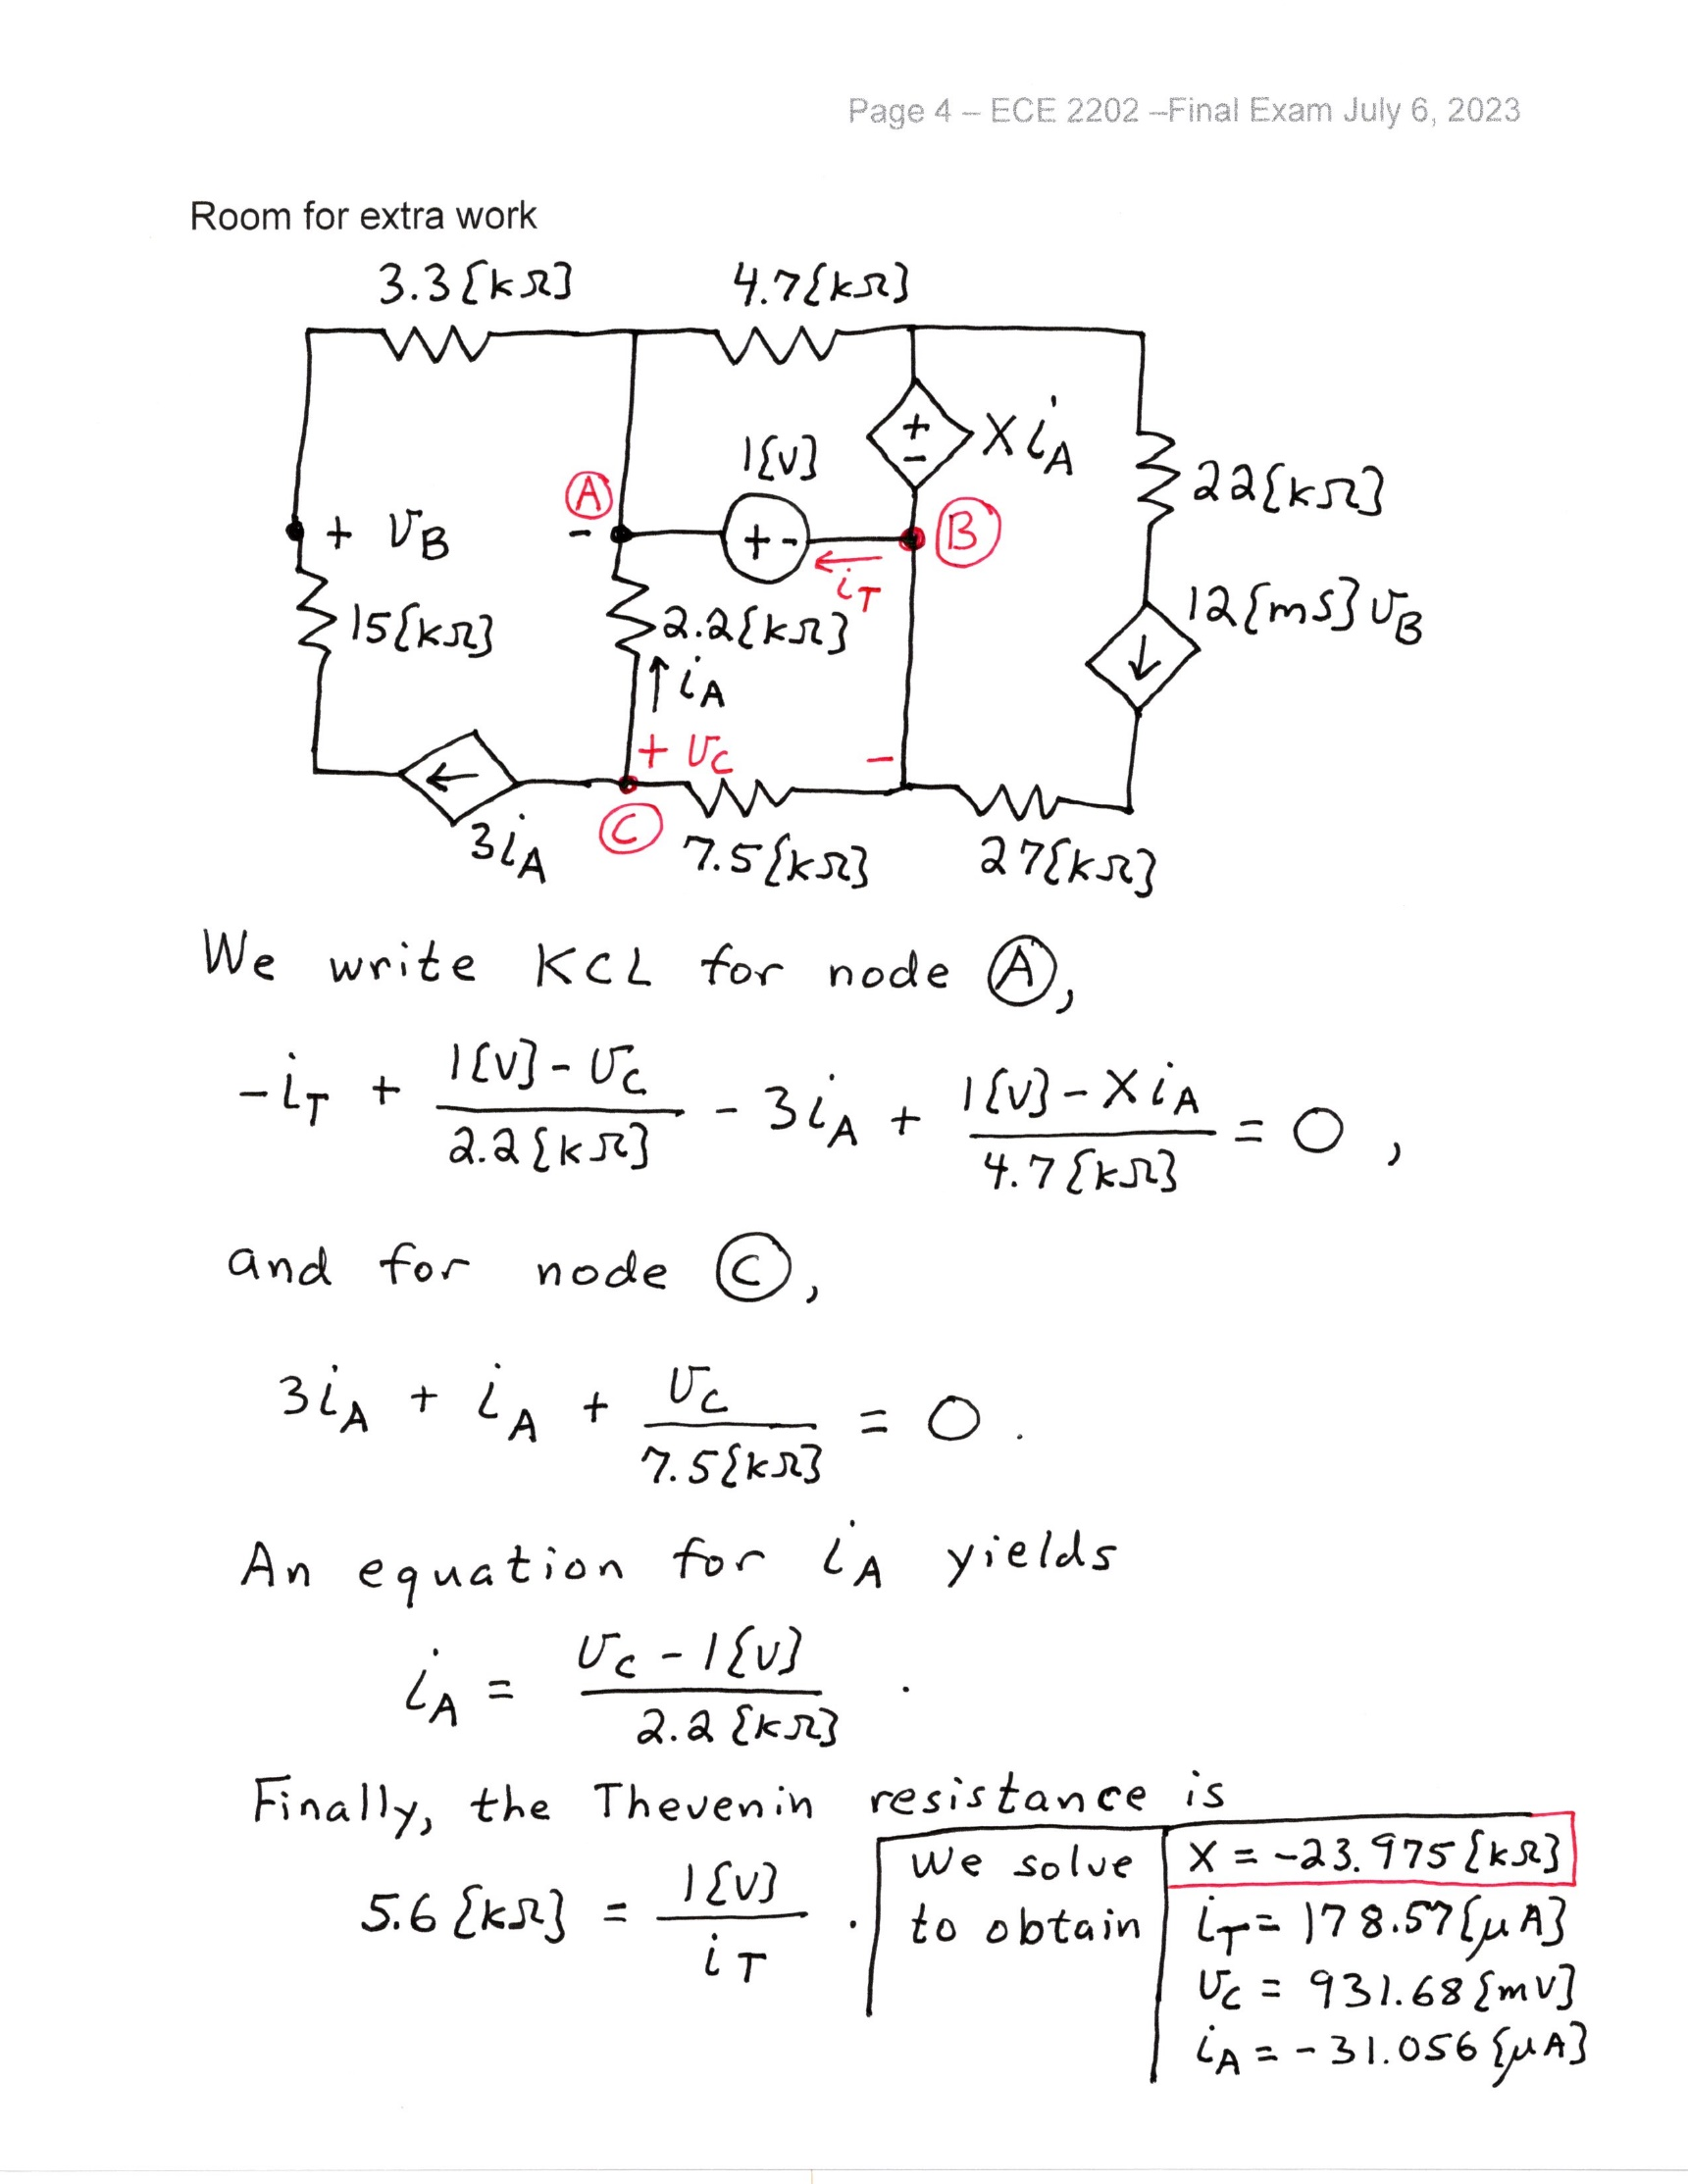 Page 4 – ECE 2202 –Final Exam July 6, 2023
Room for extra work
3.3{kΩ} 4.7{kΩ}
1{V} + - X iA
A 22{kΩ}
+ vB - + - B
iT
15{kΩ} 2.2{kΩ} 12{mS} vB
iA
+ vC -
3iA C 7.5{kΩ} 27{kΩ}
We write KCL for node A,
-iT + (1{V} - vC)/2.2{kΩ} - 3iA + (1{V} - X iA)/4.7{kΩ} = 0,
and for node C,
3iA + iA + vC/7.5{kΩ} = 0.
An equation for iA yields
iA = (vC - 1{V})/2.2{kΩ}.
Finally, the Thevenin resistance is
5.6{kΩ} = 1{V}/iT.
We solve
to obtain
X = -23.975{kΩ}
iT = 178.57{μA}
vC = 931.68{mV}
iA = -31.056{μA}